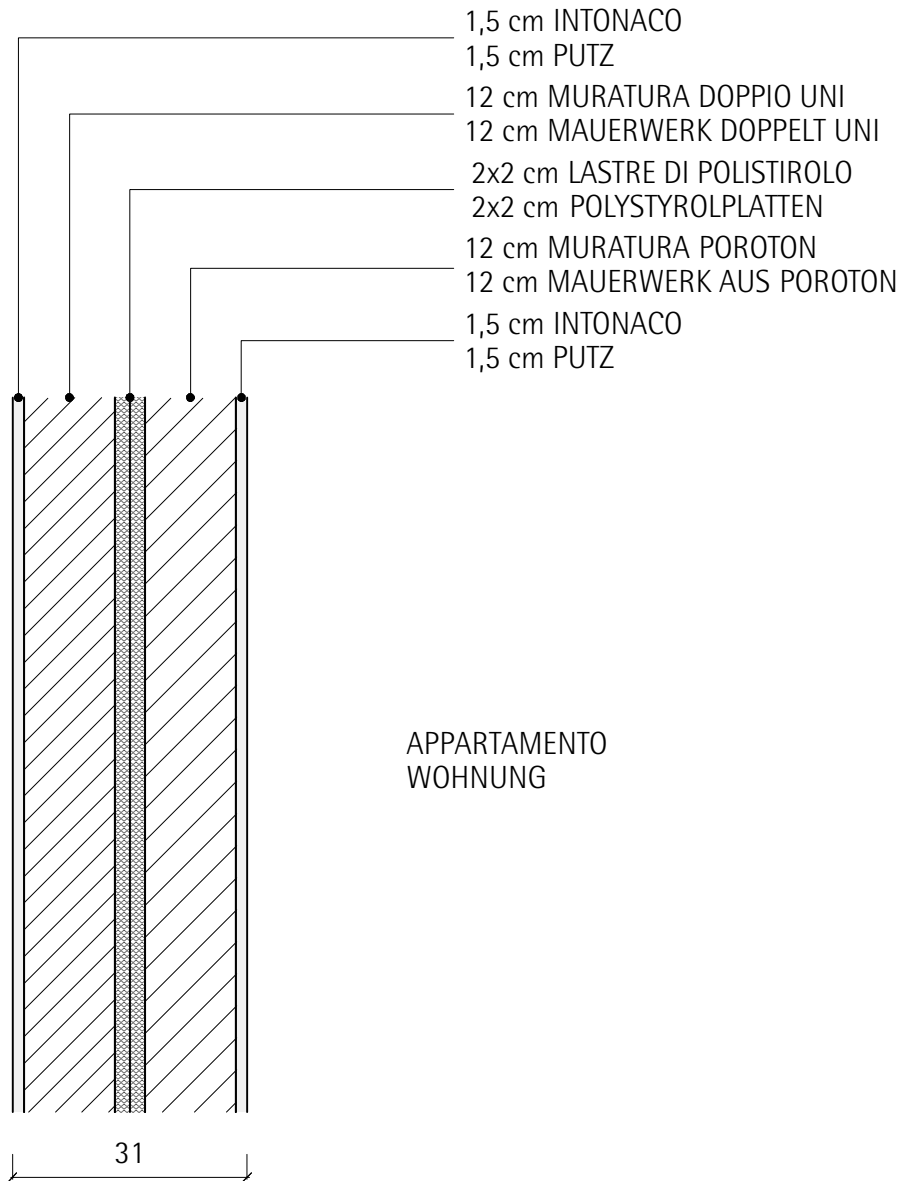 1,5 cm INTONACO
1,5 cm PUTZ
12 cm MURATURA DOPPIO UNI
12 cm MAUERWERK DOPPELT UNI
2x2 cm LASTRE DI POLISTIROLO
2x2 cm POLYSTYROLPLATTEN
12 cm MURATURA POROTON
12 cm MAUERWERK AUS POROTON
1,5 cm INTONACO
1,5 cm PUTZ
APPARTAMENTO
WOHNUNG
31